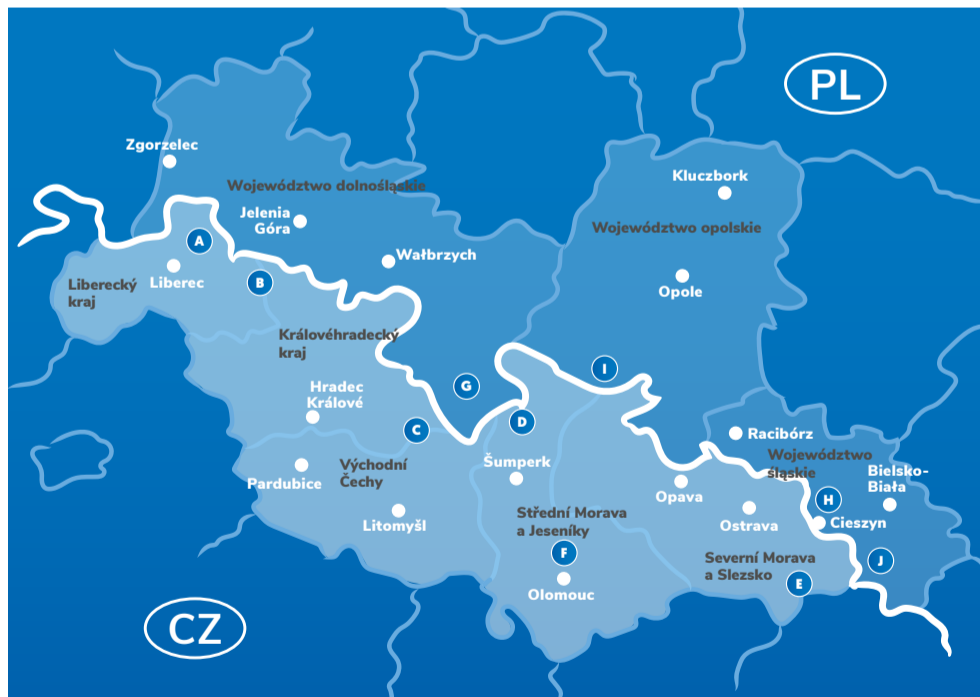 PL
Zgorzelec
Kluczbork
Województwo dolnośląskie
Jelenia
Góra
Województwo opolskie
A
Wałbrzych
Liberec
B
Opole
Liberecký
kraj
Královéhradecký
kraj
I
G
Hradec
Králové
C
D
Racibórz
Šumperk
Województwo
śląskie
Východní
Čechy
Pardubice
Bielsko-
Biała
Opava
H
Litomyšl
Střední Morava
a Jeseníky
Ostrava
Cieszyn
F
Severní Morava
a Slezsko
J
E
Olomouc
CZ